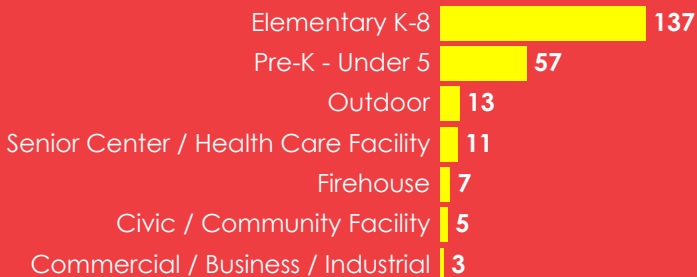 Elementary K-8 137
Pre-K - Under 5 57
Outdoor 13
Senior Center / Health Care Facility 11
Firehouse 7
Civic / Community Facility 5
Commercial / Business / Industrial 3